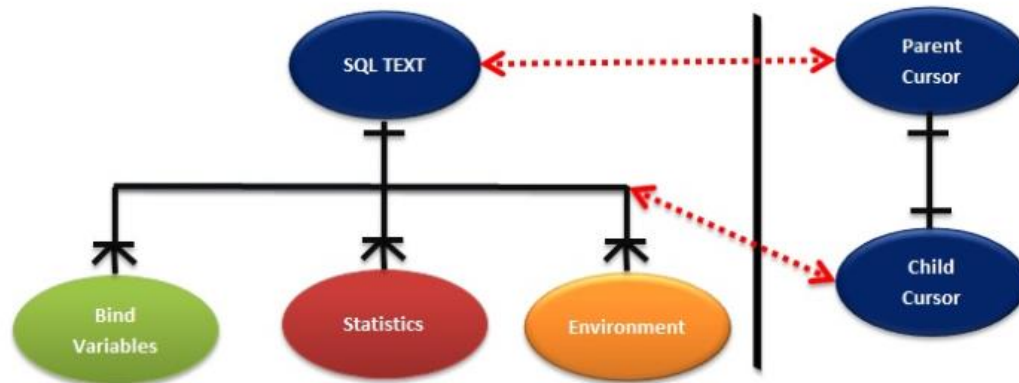 SQL TEXT
Parent
Cursor
Bind
Variables
Statistics
Environment
Child
Cursor